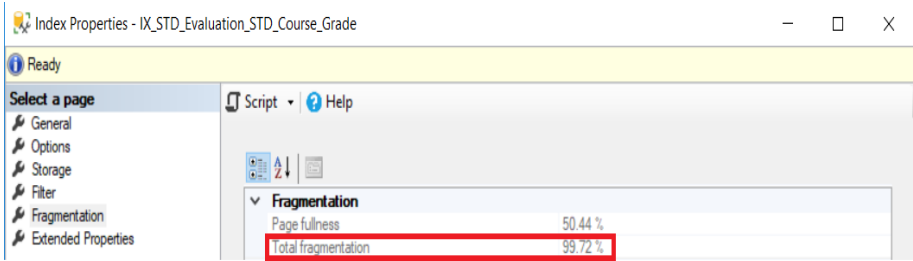 Index Properties - IX_STD_Evaluation_STD_Course_Grade
Ready
Select a page
General
Options
Storage
Filter
Fragmentation
Extended Properties
Script Help
Fragmentation
Page fullness 50.44 %
Total fragmentation 99.72 %